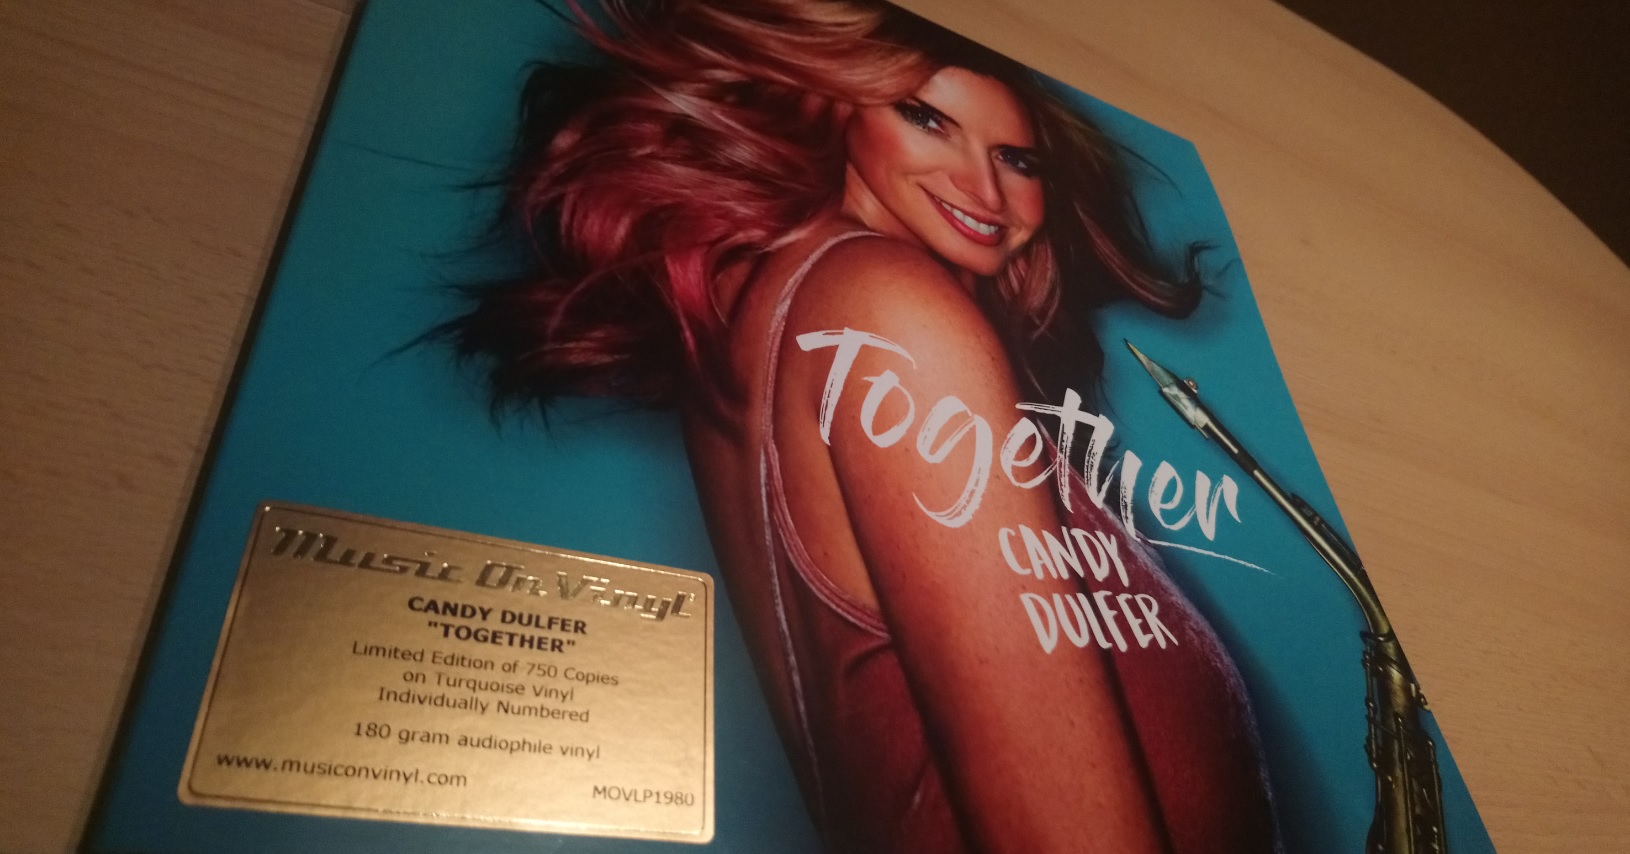 Together
CANDY
DULFER
Music On Vinyl
CANDY DULFER
"TOGETHER"
Limited Edition of 750 Copies
on Turquoise Vinyl
Individually Numbered
180 gram audiophile vinyl
www.musiconvinyl.com
MOVLP1980